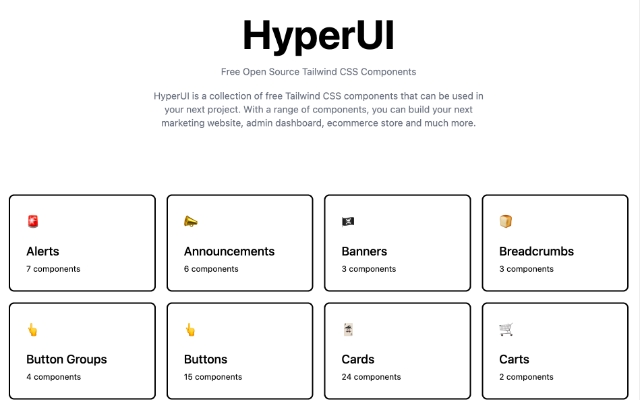 HyperUI
Free Open Source Tailwind CSS Components
HyperUI is a collection of free Tailwind CSS components that can be used in
your next project. With a range of components, you can build your next
marketing website, admin dashboard, ecommerce store and much more.
Alerts
7 components
Announcements
6 components
Banners
3 components
Breadcrumbs
3 components
Button Groups
4 components
Buttons
15 components
Cards
24 components
Carts
2 components